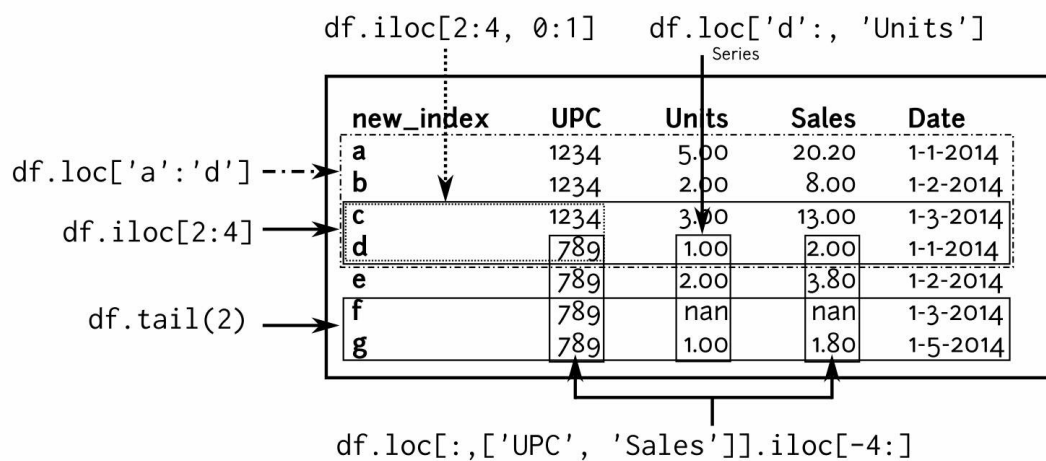 df.iloc[2:4, 0:1] df.loc['d':, 'Units']
Series
new_index UPC Units Sales Date
df.loc['a':'d']
a 1234 5.00 20.20 1-1-2014
b 1234 2.00 8.00 1-2-2014
df.iloc[2:4]
c 1234 3.00 13.00 1-3-2014
d 789 1.00 2.00 1-1-2014
e 789 2.00 3.80 1-2-2014
df.tail(2)
f 789 nan nan 1-3-2014
g 789 1.00 1.80 1-5-2014
df.loc[:,['UPC', 'Sales']].iloc[-4:]